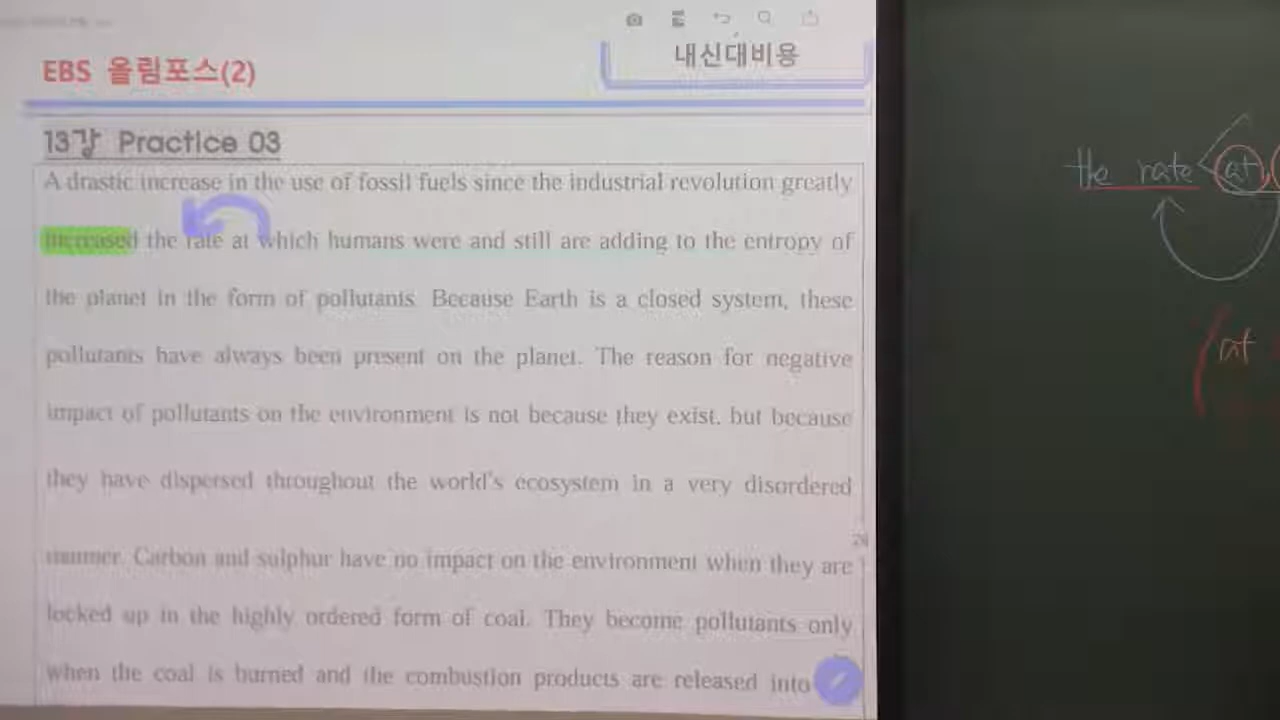 EBS 올림포스(2)
내신대비용
13강 Practice 03
A drastic increase in the use of fossil fuels since the industrial revolution greatly
increased the rate at which humans were and still are adding to the entropy of
the planet in the form of pollutants. Because Earth is a closed system, these
pollutants have always been present on the planet. The reason for negative
impact of pollutants on the environment is not because they exist, but because
they have dispersed throughout the world's ecosystem in a very disordered
manner. Carbon and sulphur have no impact on the environment when they are
locked up in the highly ordered form of coal. They become pollutants only
when the coal is burned and the combustion products are released into
the rate at